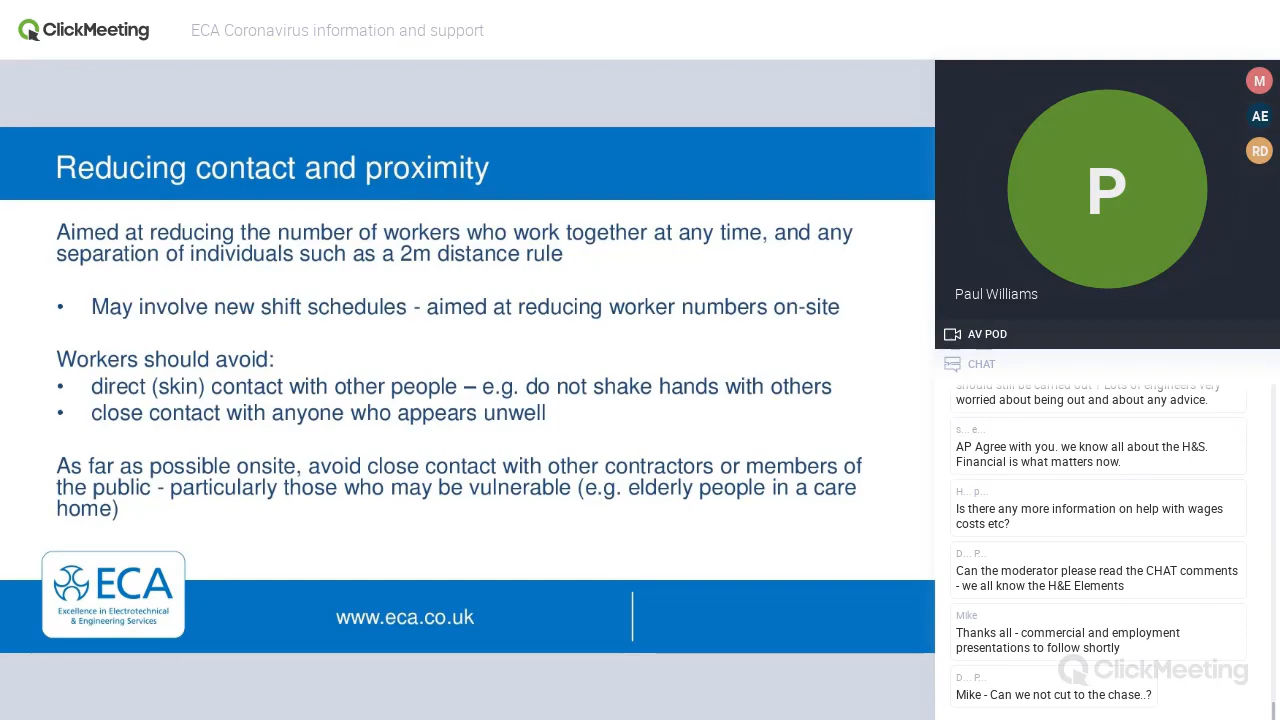 ClickMeeting
ECA Coronavirus information and support
Reducing contact and proximity
Aimed at reducing the number of workers who work together at any time, and any
separation of individuals such as a 2m distance rule
• May involve new shift schedules - aimed at reducing worker numbers on-site
Workers should avoid:
• direct (skin) contact with other people – e.g. do not shake hands with others
• close contact with anyone who appears unwell
As far as possible onsite, avoid close contact with other contractors or members of
the public - particularly those who may be vulnerable (e.g. elderly people in a care
home)
ECA
Excellence in Electrotechnical
& Engineering Services
www.eca.co.uk
M
AE
RD
P
Paul Williams
AV POD
CHAT
should still be carried out ? Lots of engineers very
worried about being out and about any advice.
s... e...
AP Agree with you. we know all about the H&S.
Financial is what matters now.
H... p...
Is there any more information on help with wages
costs etc?
D... P...
Can the moderator please read the CHAT comments
- we all know the H&E Elements
Mike
Thanks all - commercial and employment
presentations to follow shortly
ClickMeeting
D... P...
Mike - Can we not cut to the chase..?